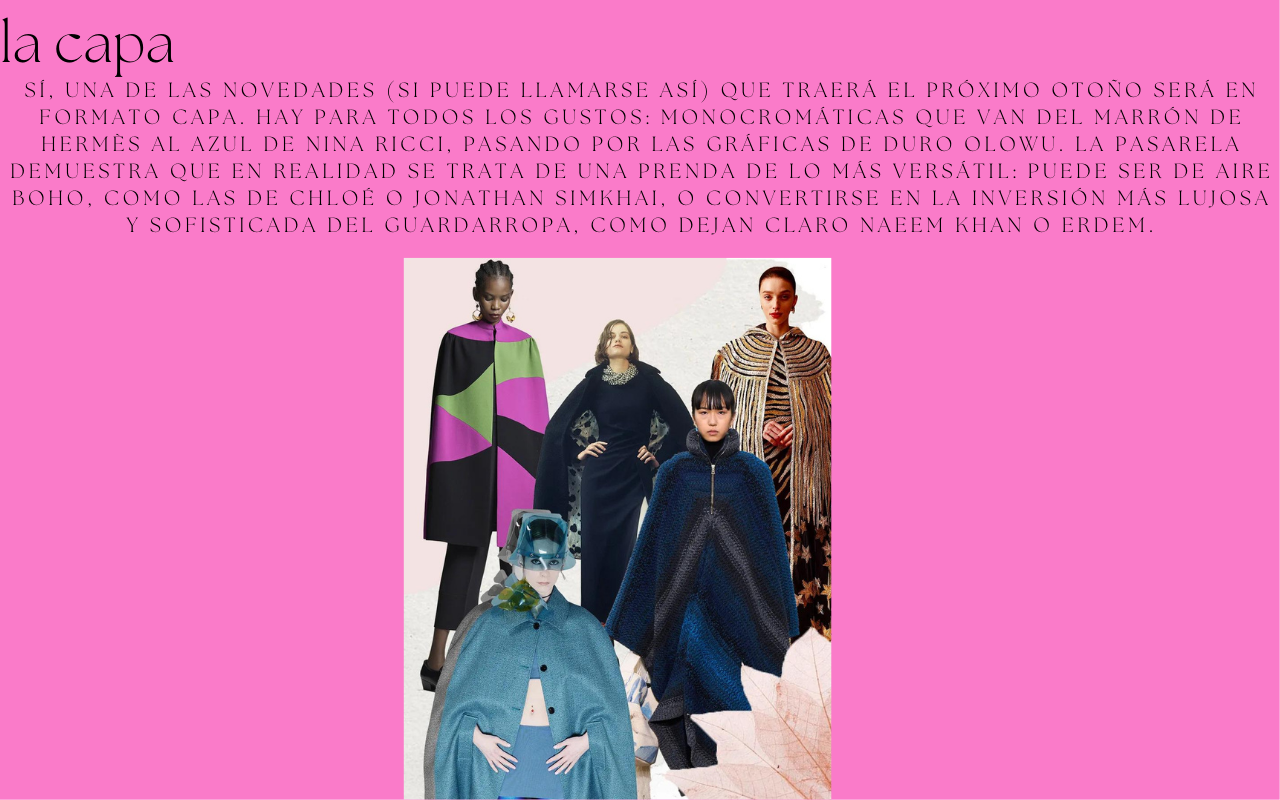 la capa
SÍ, UNA DE LAS NOVEDADES (SI PUEDE LLAMARSE ASÍ) QUE TRAERÁ EL PRÓXIMO OTOÑO SERÁ EN
FORMATO CAPA. HAY PARA TODOS LOS GUSTOS: MONOCROMÁTICAS QUE VAN DEL MARRÓN DE
HERMÈS AL AZUL DE NINA RICCI, PASANDO POR LAS GRÁFICAS DE DURO OLOWU. LA PASARELA
DEMUESTRA QUE EN REALIDAD SE TRATA DE UNA PRENDA DE LO MÁS VERSÁTIL: PUEDE SER DE AIRE
BOHO, COMO LAS DE CHLOÉ O JONATHAN SIMKHAI, O CONVERTIRSE EN LA INVERSIÓN MÁS LUJOSA
Y SOFISTICADA DEL GUARDARROPA, COMO DEJAN CLARO NAEEM KHAN O ERDEM.